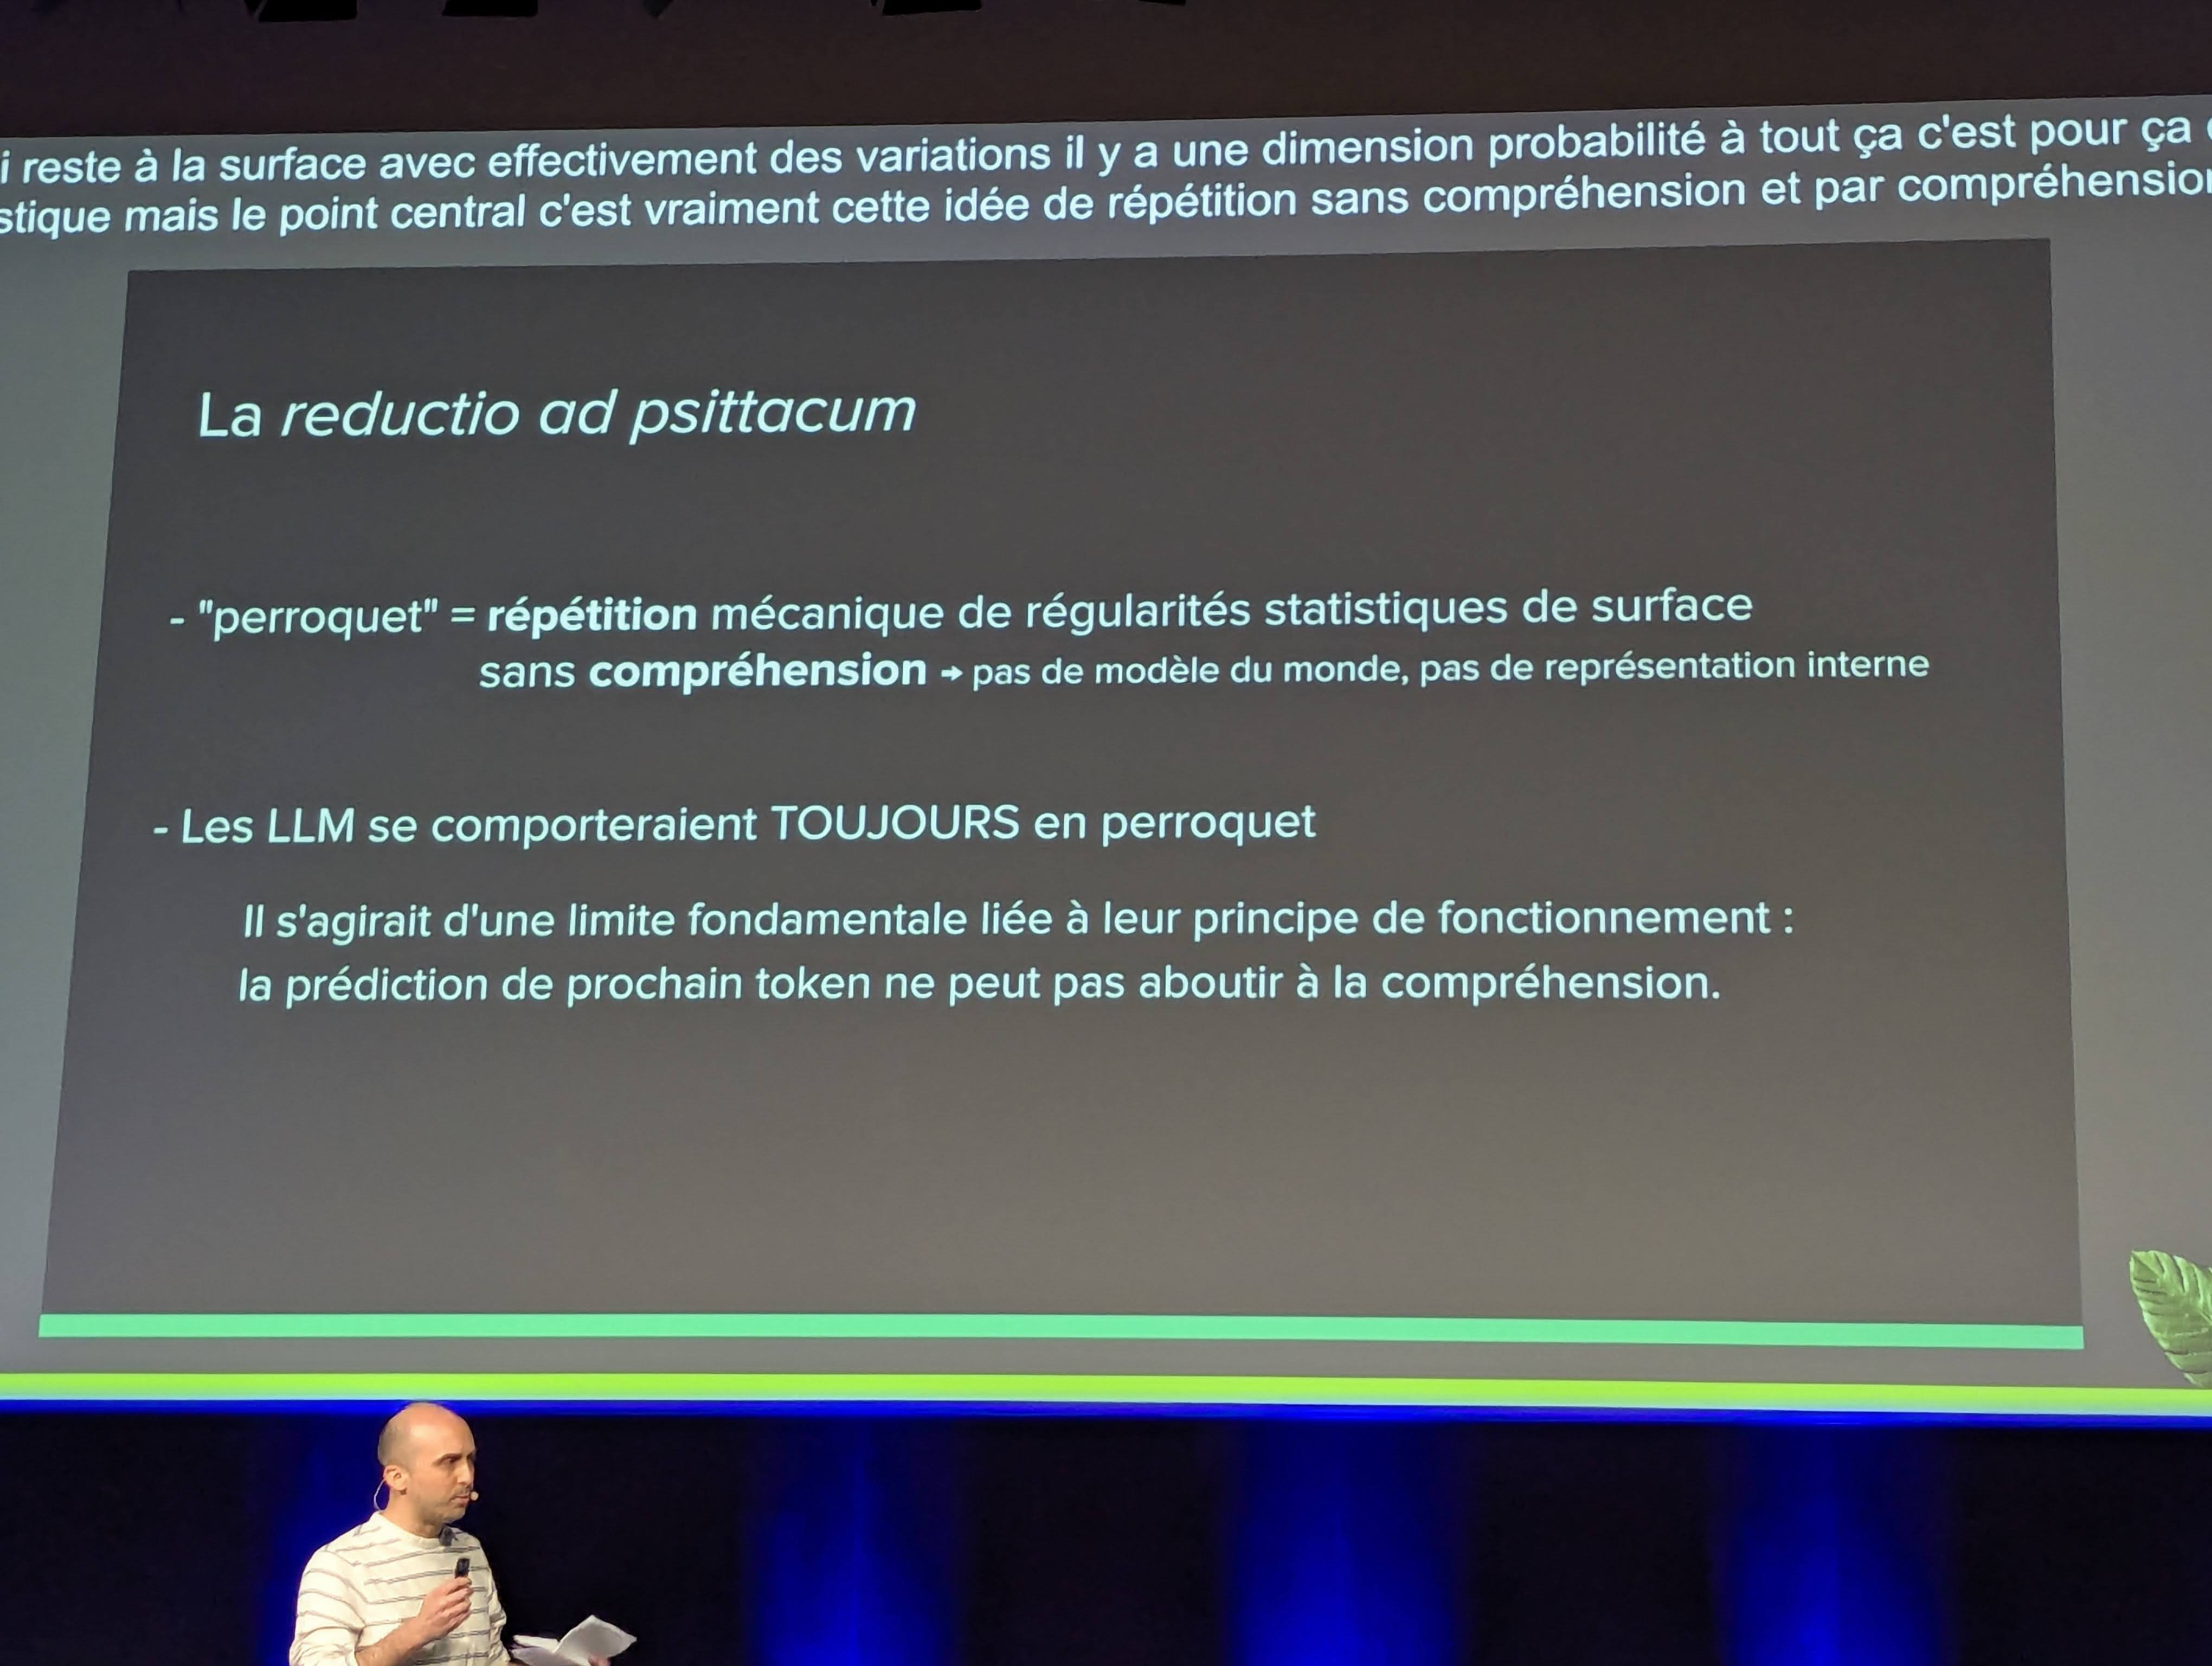 reste à la surface avec effectivement des variations il y a une dimension probabilité à tout ça c'est pour ça
mais le point central c'est vraiment cette idée de répétition sans compréhension et par
La reductio ad psittacum
- "perroquet" = répétition mécanique de régularités statistiques de surface
sans compréhension → pas de modèle du monde, pas de représentation interne
- Les LLM se comporteraient TOUJOURS en perroquet
Il s'agirait d'une limite fondamentale liée à leur principe de fonctionnement :
la prédiction de prochain token ne peut pas aboutir à la compréhension.